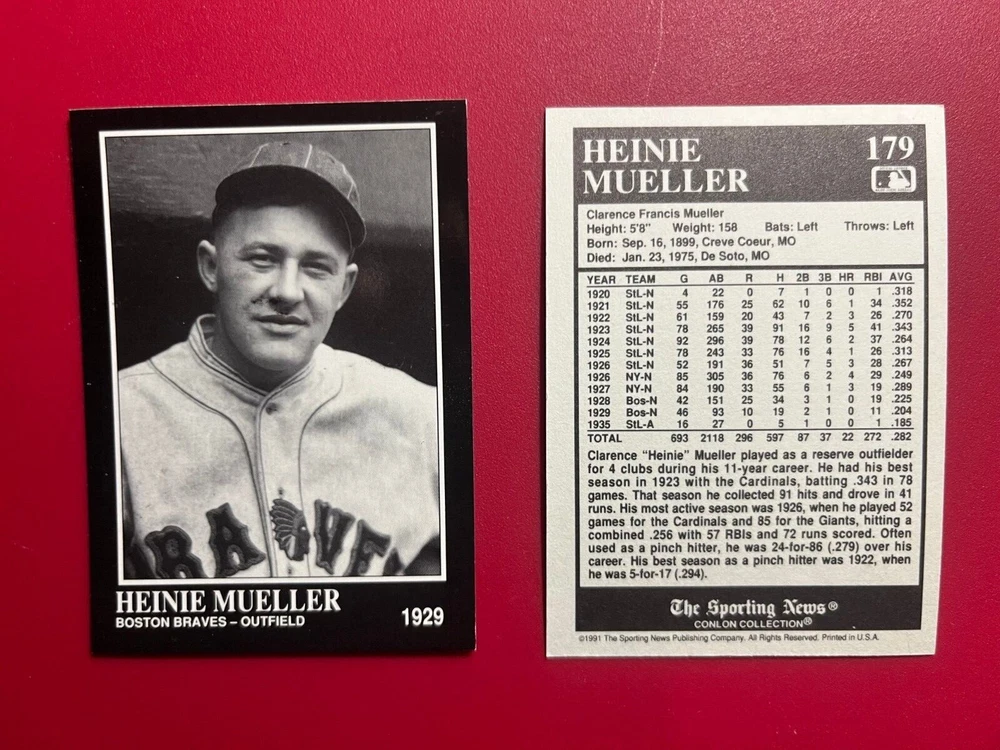 BRAVE
HEINIE MUELLER
BOSTON BRAVES – OUTFIELD
1929
HEINIE
MUELLER
179
Clarence Francis Mueller
Height: 5'8" Weight: 158 Bats: Left Throws: Left
Born: Sep. 16, 1899, Creve Coeur, MO
Died: Jan. 23, 1975, De Soto, MO
YEAR TEAM G AB R H 2B 3B HR RBI AVG
1920 StL-N 4 22 0 7 1 0 0 1 .318
1921 StL-N 55 176 25 62 10 6 1 34 .352
1922 StL-N 61 159 20 43 7 2 3 26 .270
1923 StL-N 78 265 39 91 16 9 5 41 .343
1924 StL-N 92 296 39 78 12 6 2 37 .264
1925 StL-N 78 243 33 76 16 4 1 26 .313
1926 StL-N 52 191 36 51 7 5 3 28 .267
1926 NY-N 85 305 36 76 6 2 4 29 .249
1927 NY-N 84 190 33 55 6 1 3 19 .289
1928 Bos-N 42 151 25 34 3 1 0 19 .225
1929 Bos-N 46 93 10 19 2 1 0 11 .204
1935 StL-A 16 27 0 5 1 0 0 1 .185
TOTAL 693 2118 296 597 87 37 22 272 .282
Clarence "Heinie" Mueller played as a reserve outfielder
for 4 clubs during his 11-year career. He had his best
season in 1923 with the Cardinals, batting .343 in 78
games. That season he collected 91 hits and drove in 41
runs. His most active season was 1926, when he played 52
games for the Cardinals and 85 for the Giants, hitting a
combined .256 with 57 RBIs and 72 runs scored. Often
used as a pinch hitter, he was 24-for-86 (.279) over his
career. His best season as a pinch hitter was 1922, when
he was 5-for-17 (.294).
The Sporting News®
CONLON COLLECTION®
©1991 The Sporting News Publishing Company. All Rights Reserved. Printed in U.S.A.